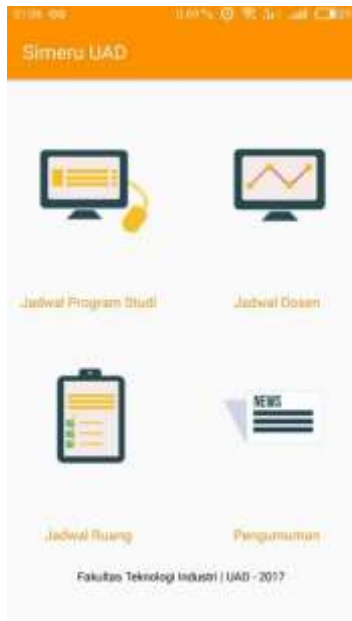 Simeru UAD
Jadwal Program Studi
Jadwal Dosen
NEWS
Jadwal Ruang
Pengumuman
Fakultas Teknologi Industri | UAD - 2017